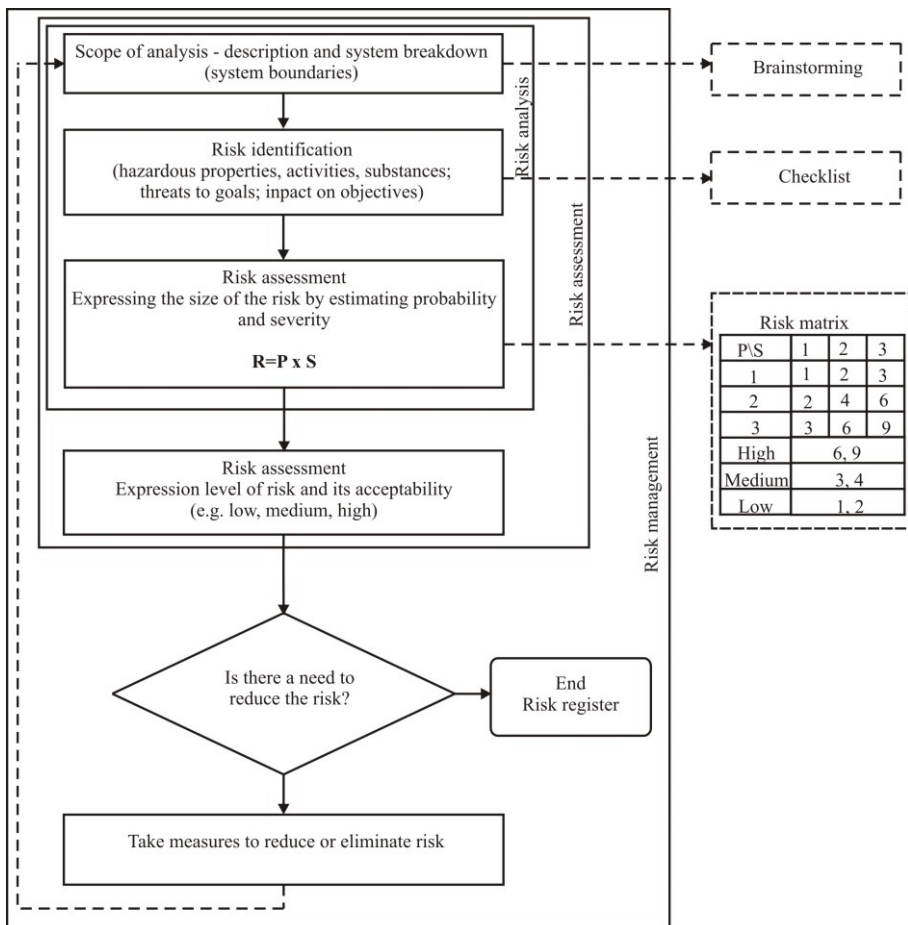 Scope of analysis - description and system breakdown
(system boundaries)
Brainstorming
Risk identification
(hazardous properties, activities, substances;
threats to goals; inpact on objectives)
Checklist
Risk analysis
Risk assessment
Expressing the size of the risk by estimating probability
and severity
R=P x S
Risk assessment
Risk matrix
P\S 1 2 3
1 1 2 3
2 2 4 6
3 3 6 9
High 6, 9
Medium 3, 4
Low 1, 2
Risk assessment
Expression level of risk and its acceptability
(e.g. low, medium, high)
Risk management
Is there a need to
reduce the risk?
End
Risk register
Take measures to reduce or eliminate risk